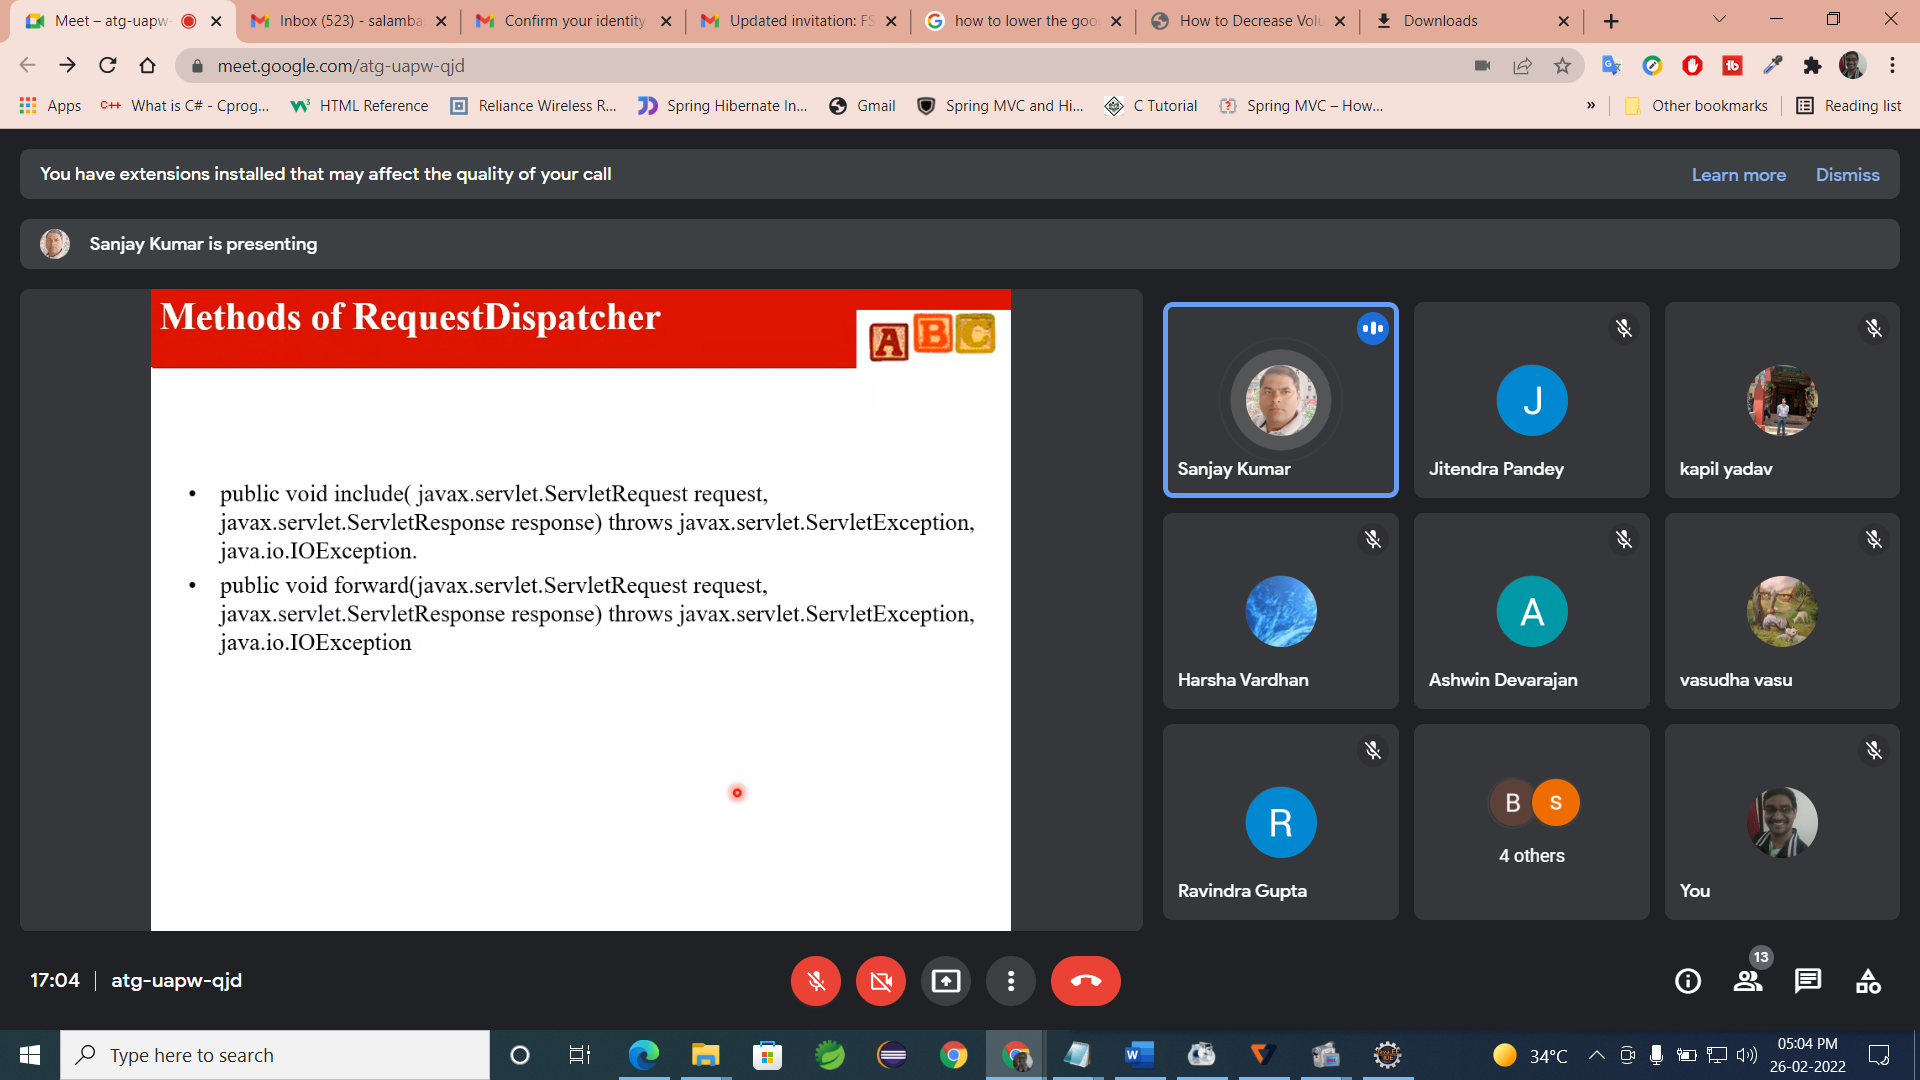 Meet – atg-uapw-
Inbox (523) - salamba
Confirm your identity
Updated invitation: FS
how to lower the goo
How to Decrease Volu
Downloads
meet.google.com/atg-uapw-qjd
Apps
What is C# - Cprog...
HTML Reference
Reliance Wireless R...
Spring Hibernate In...
Gmail
Spring MVC and Hi...
C Tutorial
Spring MVC – How...
»
Other bookmarks
Reading list
You have extensions installed that may affect the quality of your call
Learn more
Dismiss
Sanjay Kumar is presenting
Methods of RequestDispatcher
A B C
• public void include( javax.servlet.ServletRequest request,
javax.servlet.ServletResponse response) throws javax.servlet.ServletException,
java.io.IOException.
• public void forward(javax.servlet.ServletRequest request,
javax.servlet.ServletResponse response) throws javax.servlet.ServletException,
java.io.IOException
Sanjay Kumar
J
Jitendra Pandey
kapil yadav
Harsha Vardhan
A
Ashwin Devarajan
vasudha vasu
R
Ravindra Gupta
B S
4 others
You
17:04 | atg-uapw-qjd
13
Type here to search
34°C
05:04 PM
26-02-2022